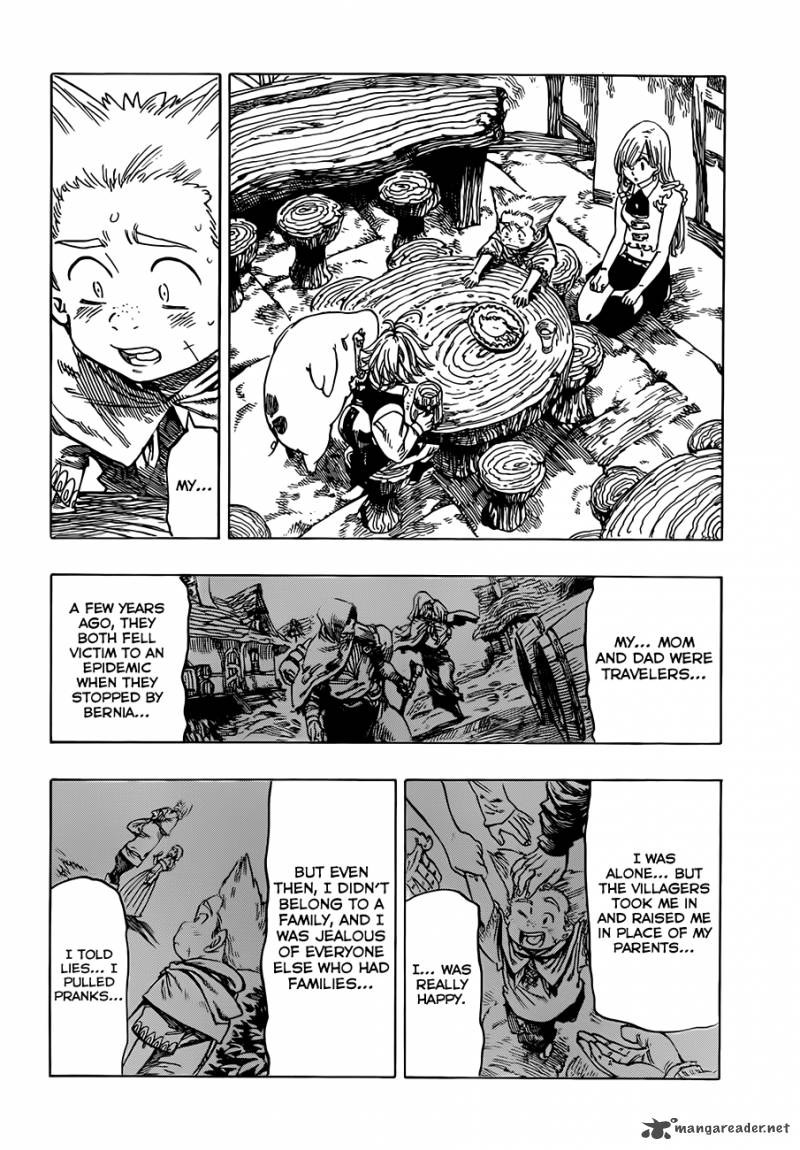 MY...
MY... MOM
AND DAD WERE
TRAVELERS...
A FEW YEARS
AGO, THEY
BOTH FELL
VICTIM TO AN
EPIDEMIC
WHEN THEY
STOPPED BY
BERNIA...
I WAS
ALONE... BUT
THE VILLAGERS
TOOK ME IN
AND RAISED ME
IN PLACE OF MY
PARENTS...
I... WAS
REALLY
HAPPY.
BUT EVEN
THEN, I DIDN'T
BELONG TO A
FAMILY, AND I
WAS JEALOUS
OF EVERYONE
ELSE WHO HAD
FAMILIES...
I TOLD
LIES... I
PULLED
PRANKS...
mangareader.net